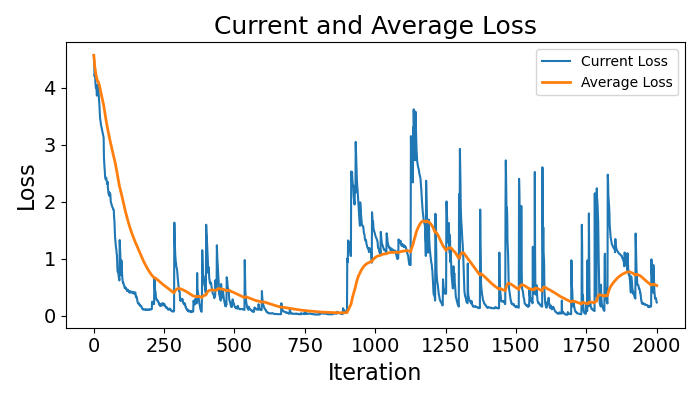 Current and Average Loss
Current Loss
Average Loss
Loss
4
3
2
1
0
0 250 500 750 1000 1250 1500 1750 2000
Iteration